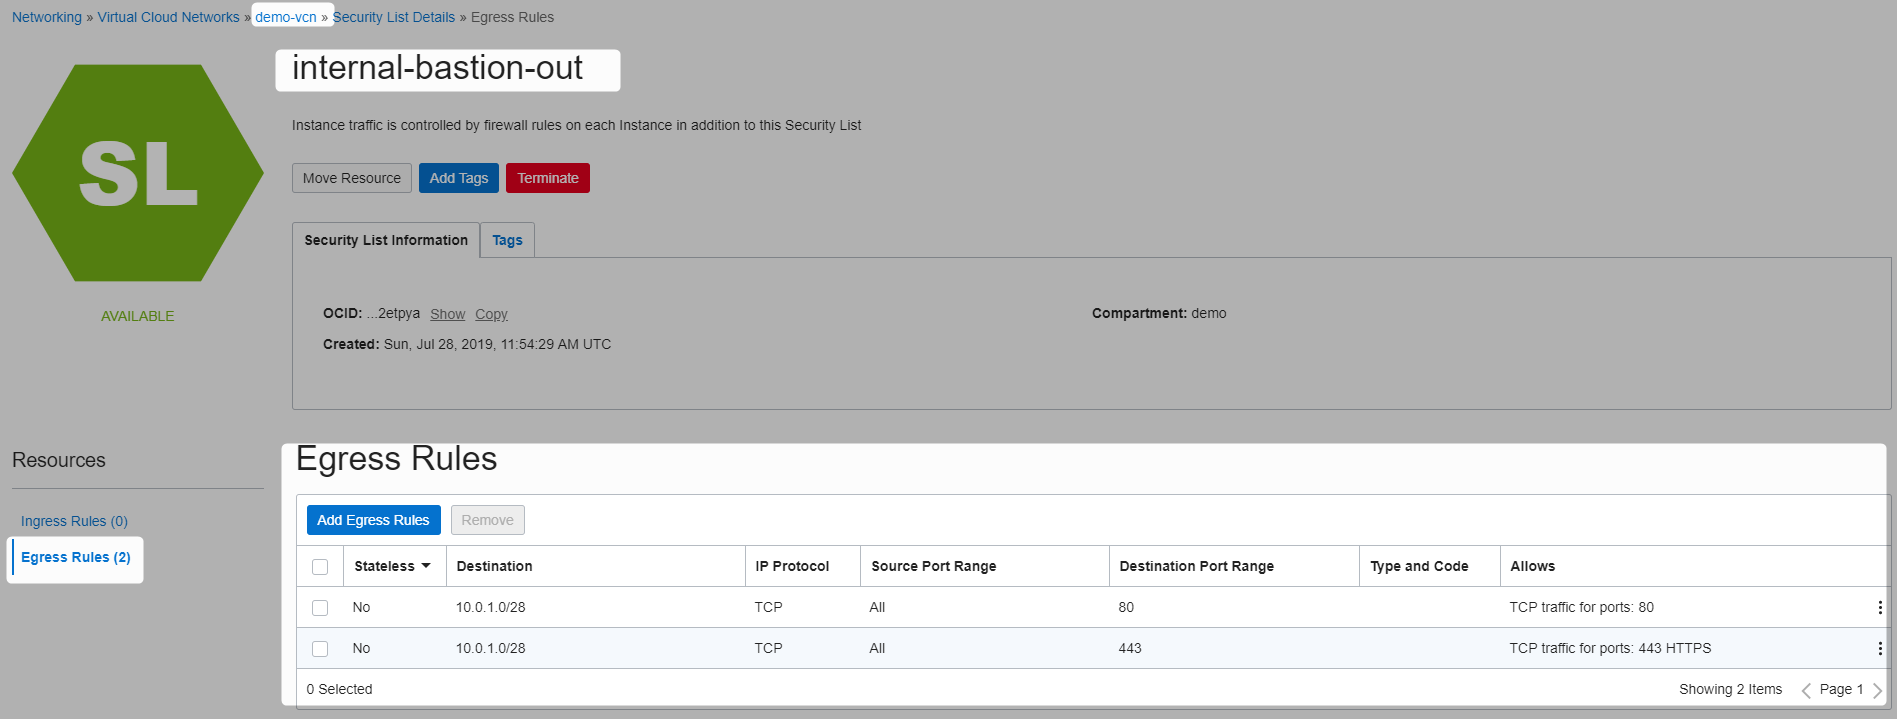 Networking » Virtual Cloud Networks » demo-vcn » Security List Details » Egress Rules
internal-bastion-out
SL
Instance traffic is controlled by firewall rules on each Instance in addition to this Security List
Move Resource Add Tags Terminate
Security List Information Tags
OCID: ...2etpya Show Copy Compartment: demo
AVAILABLE
Created: Sun, Jul 28, 2019, 11:54:29 AM UTC
Resources
Ingress Rules (0)
Egress Rules (2)
Egress Rules
Add Egress Rules Remove
Stateless Destination IP Protocol Source Port Range Destination Port Range Type and Code Allows
No 10.0.1.0/28 TCP All 80 TCP traffic for ports: 80
No 10.0.1.0/28 TCP All 443 TCP traffic for ports: 443 HTTPS
0 Selected Showing 2 Items Page 1